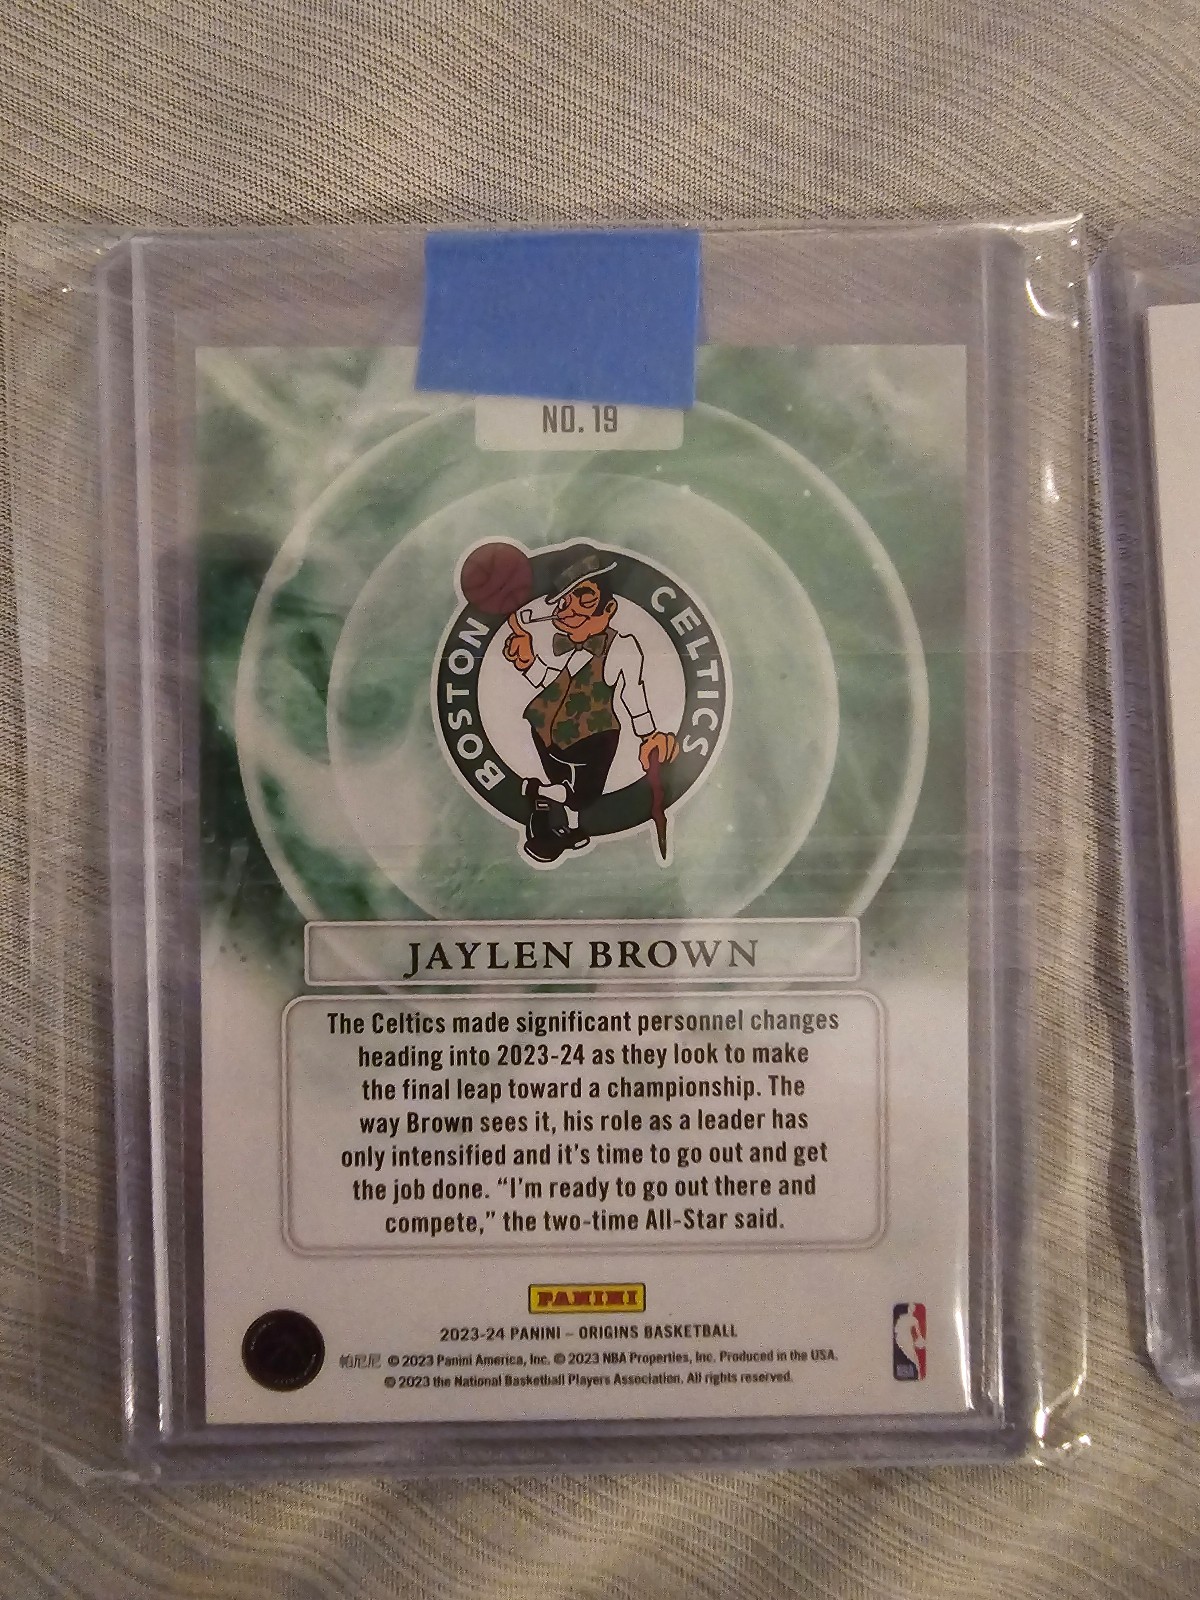 NO. 19
BOSTON CELTICS
JAYLEN BROWN
The Celtics made significant personnel changes
heading into 2023-24 as they look to make
the final leap toward a championship. The
way Brown sees it, his role as a leader has
only intensified and it's time to go out and get
the job done. "I'm ready to go out there and
compete," the two-time All-Star said.
PANINI
2023-24 PANINI – ORIGINS BASKETBALL
帕尼尼 © 2023 Panini America, Inc. © 2023 NBA Properties, Inc. Produced in the USA.
© 2023 the National Basketball Players Association. All rights reserved.